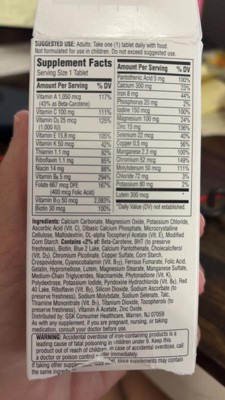 SUGGESTED USE: Adults: Take one (1) tablet daily with food.
Not formulated for use in children. Do not exceed suggested use.
Supplement Facts
Serving Size 1 Tablet
Amount Per Serving % DV
Vitamin A 1,050 mcg 117%
(43% as Beta-Carotene)
Vitamin C 100 mg 111%
Vitamin D3 25 mcg 125%
(1,000 IU)
Vitamin E 15.8 mg 105%
Vitamin K 50 mcg 42%
Thiamin 1.1 mg 92%
Riboflavin 1.1 mg 85%
Niacin 14 mg 88%
Vitamin B6 5 mg 294%
Folate 667 mcg DFE 167%
(400 mcg Folic Acid)
Vitamin B12 50 mcg 2,083%
Biotin 30 mcg 100%
Amount Per Serving % DV
Pantothenic Acid 5 mg 100%
Calcium 300 mg 23%
Iron 8 mg 44%
Phosphorus 25 mg 2%
Iodine 150 mcg 100%
Magnesium 100 mg 24%
Zinc 15 mg 136%
Selenium 22 mcg 40%
Copper 0.5 mg 56%
Manganese 2.3 mg 100%
Chromium 52 mcg 149%
Molybdenum 50 mcg 111%
Chloride 72 mg 3%
Potassium 80 mg 2%
Lutein 300 mcg *
*Daily Value (DV) not established.
Ingredients: Calcium Carbonate, Magnesium Oxide, Potassium Chloride,
Ascorbic Acid (Vit. C), Dibasic Calcium Phosphate, Microcrystalline
Cellulose, Maltodextrin, DL-alpha Tocopheryl Acetate (Vit. E), Modified
Corn Starch. Contains <2% of: Beta-Carotene, BHT (to preserve
freshness), Biotin, Blue 2 Lake, Calcium Pantothenate, Cholecalciferol
(Vit. D3), Chromium Picolinate, Copper Sulfate, Corn Starch,
Crospovidone, Cyanocobalamin (Vit. B12), Ferrous Fumarate, Folic Acid,
Gelatin, Hypromellose, Lutein, Magnesium Stearate, Manganese Sulfate,
Medium-Chain Triglycerides, Niacinamide, Phytonadione (Vit. K),
Polydextrose, Potassium Iodide, Pyridoxine Hydrochloride (Vit. B6), Red
40 Lake, Riboflavin (Vit. B2), Silicon Dioxide, Sodium Ascorbate (to
preserve freshness), Sodium Molybdate, Sodium Selenate, Talc,
Thiamine Mononitrate (Vit. B1), Titanium Dioxide, Tocopherols (to
preserve freshness), Vitamin A Acetate, Zinc Oxide.
Distributed by: GSK Consumer Healthcare, Warren, NJ 07059
As with any supplement, if you are pregnant, nursing, or taking
medication, consult your doctor before use.
WARNING: Accidental overdose of iron-containing products is a
leading cause of fatal poisoning in children under 6. Keep this
product out of reach of children. In case of accidental overdose, call
a doctor or poison control immediately.
if taking other since supplements may contain
the same